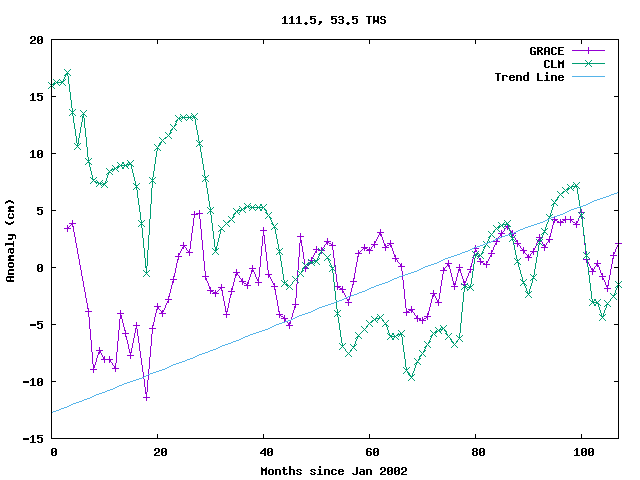 111.5, 53.5 TWS
GRACE
CLM
Trend Line
20
15
10
5
0
-5
-10
-15
Anomaly (cm)
0 20 40 60 80 100
Months since Jan 2002